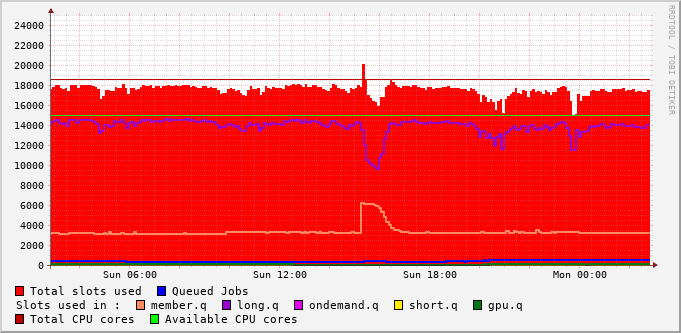 RRDTOOL / TOBI OETIKER
24000
22000
20000
18000
16000
14000
12000
10000
8000
6000
4000
2000
0
Sun 06:00 Sun 12:00 Sun 18:00 Mon 00:00
Total slots used Queued Jobs
Slots used in : member.q long.q ondemand.q short.q gpu.q
Total CPU cores Available CPU cores